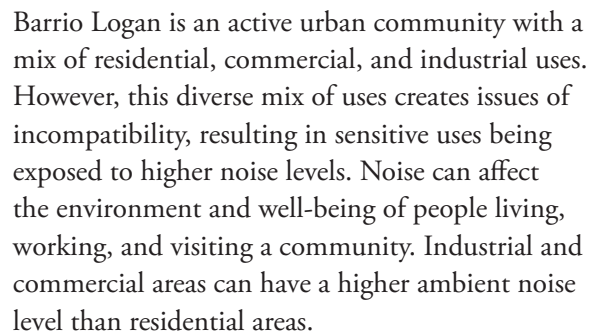 Barrio Logan is an active urban community with a
mix of residential, commercial, and industrial uses.
However, this diverse mix of uses creates issues of
incompatibility, resulting in sensitive uses being
exposed to higher noise levels. Noise can affect
the environment and well-being of people living,
working, and visiting a community. Industrial and
commercial areas can have a higher ambient noise
level than residential areas.